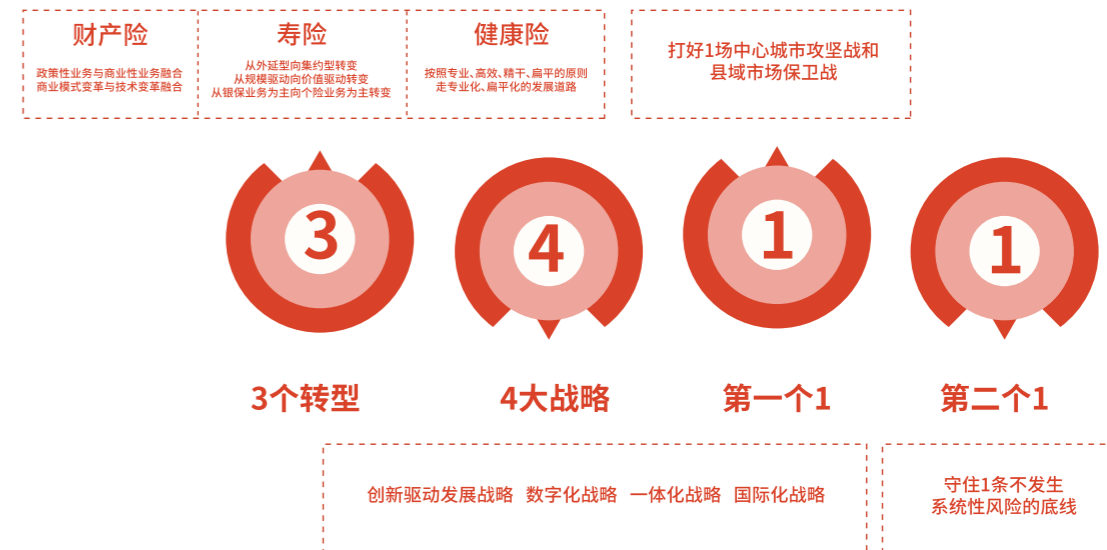 财产险
政策性业务与商业性业务融合
商业模式变革与技术变革融合
寿险
从外延型向集约型转变
从规模驱动向价值驱动转变
从银保业务为主向个险业务为主转变
健康险
按照专业、高效、精干、扁平的原则
走专业化、扁平化的发展道路
打好1场中心城市攻坚战和
县域市场保卫战
3
4
1
1
3个转型
4大战略
第一个1
第二个1
创新驱动发展战略 数字化战略 一体化战略 国际化战略
守住1条不发生
系统性风险的底线